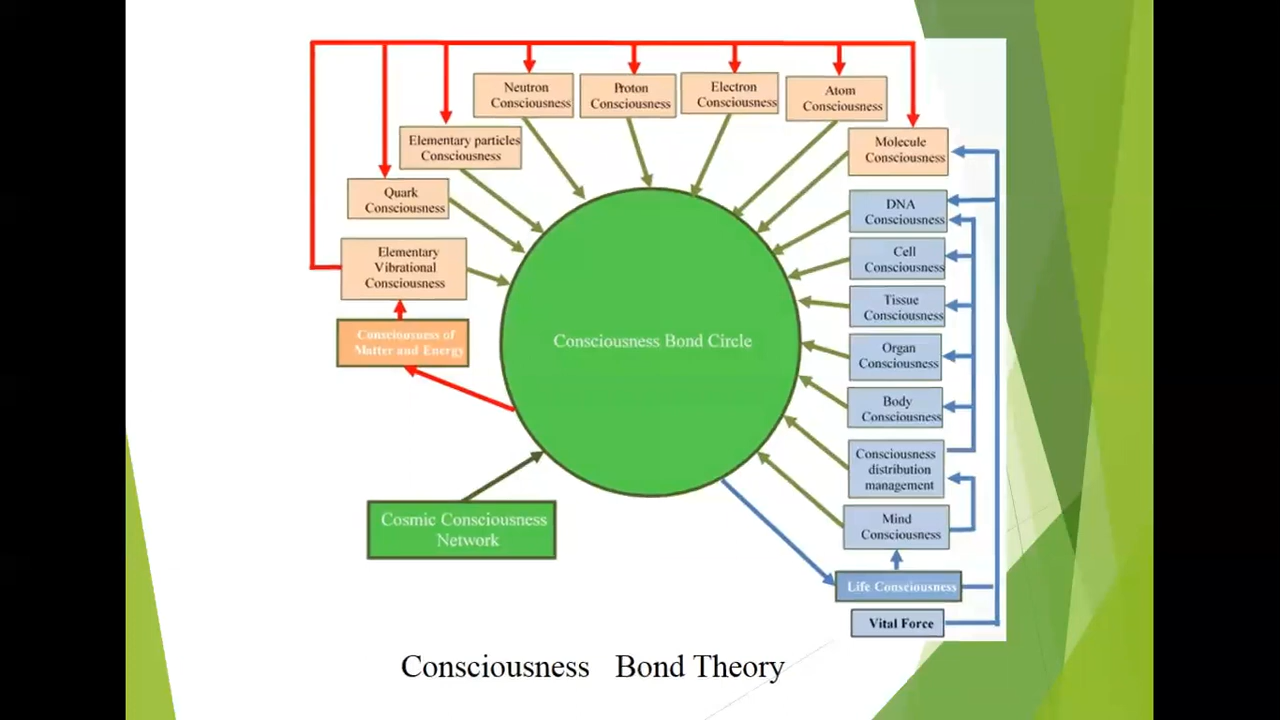 Neutron
Consciousness
Proton
Consciousness
Electron
Consciousness
Atom
Consciousness
Elementary particles
Consciousness
Molecule
Consciousness
Quark
Consciousness
DNA
Consciousness
Elementary
Vibrational
Consciousness
Cell
Consciousness
Tissue
Consciousness
Consciousness of
Matter and Energy
Consciousness Bond Circle
Organ
Consciousness
Body
Consciousness
Consciousness
distribution
management
Cosmic Consciousness
Network
Mind
Consciousness
Life Consciousness
Vital Force
Consciousness Bond Theory